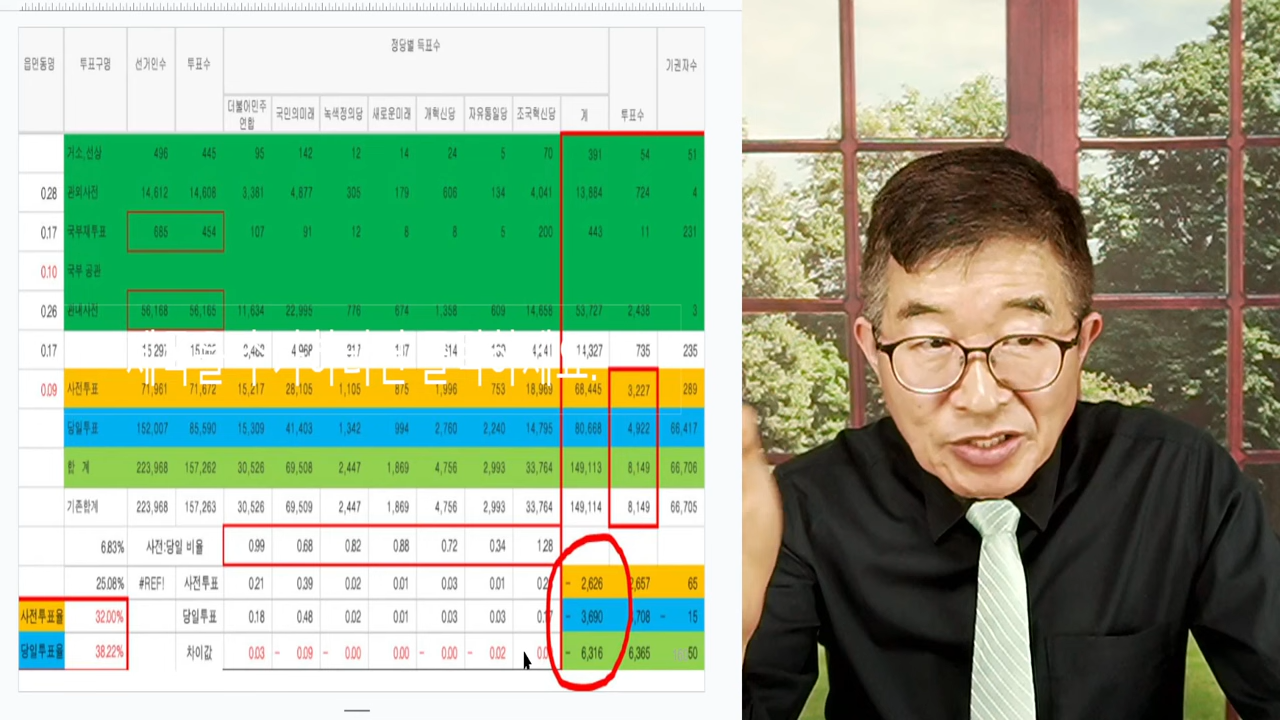 정당별 득표수
읍면동명 투표구명 선거인수 투표수 기권자수
더불어민주연합 국민의미래 녹색정의당 새로운미래 개혁신당 자유통일당 조국혁신당 계 투표수
거소,선상 496 445 95 142 12 14 24 5 70 391 54 51
0.28 관외사전 14,612 14,608 3,361 4,877 305 179 606 134 4,041 13,884 724 4
0.17 국부재투표 685 454 107 91 12 8 8 5 200 443 11 231
0.10 국부 공관
0.26 관내사전 56,168 56,165 11,634 22,995 776 674 1,358 609 14,658 53,727 2,438 3
0.17 14,327 735 235
0.09 사전투표 71,961 71,672 15,217 28,105 1,105 875 1,996 753 18,969 68,445 3,227 289
당일투표 152,007 85,590 15,309 41,403 1,342 994 2,760 2,240 14,795 80,668 4,922 66,417
합 계 223,968 157,262 30,526 69,508 2,447 1,869 4,756 2,993 33,764 149,113 8,149 66,706
기존합계 223,968 157,263 30,526 69,508 2,447 1,869 4,756 2,993 33,764 149,114 8,149 66,705
6.83% 사전:당일 비율 0.99 0.68 0.82 0.88 0.72 0.34 1.28
25.08% #REF! 사전투표 0.21 0.39 0.02 0.01 0.03 0.01 - 2,626 2,657 65
사전투표율 32.00% 당일투표 0.18 0.48 0.02 0.01 0.03 0.03 0.17 - 3,690 - 15
당일투표율 38.22% 차이값 0.03 - 0.09 - 0.00 0.00 - 0.00 - 0.02 - 6,316 6,365 50